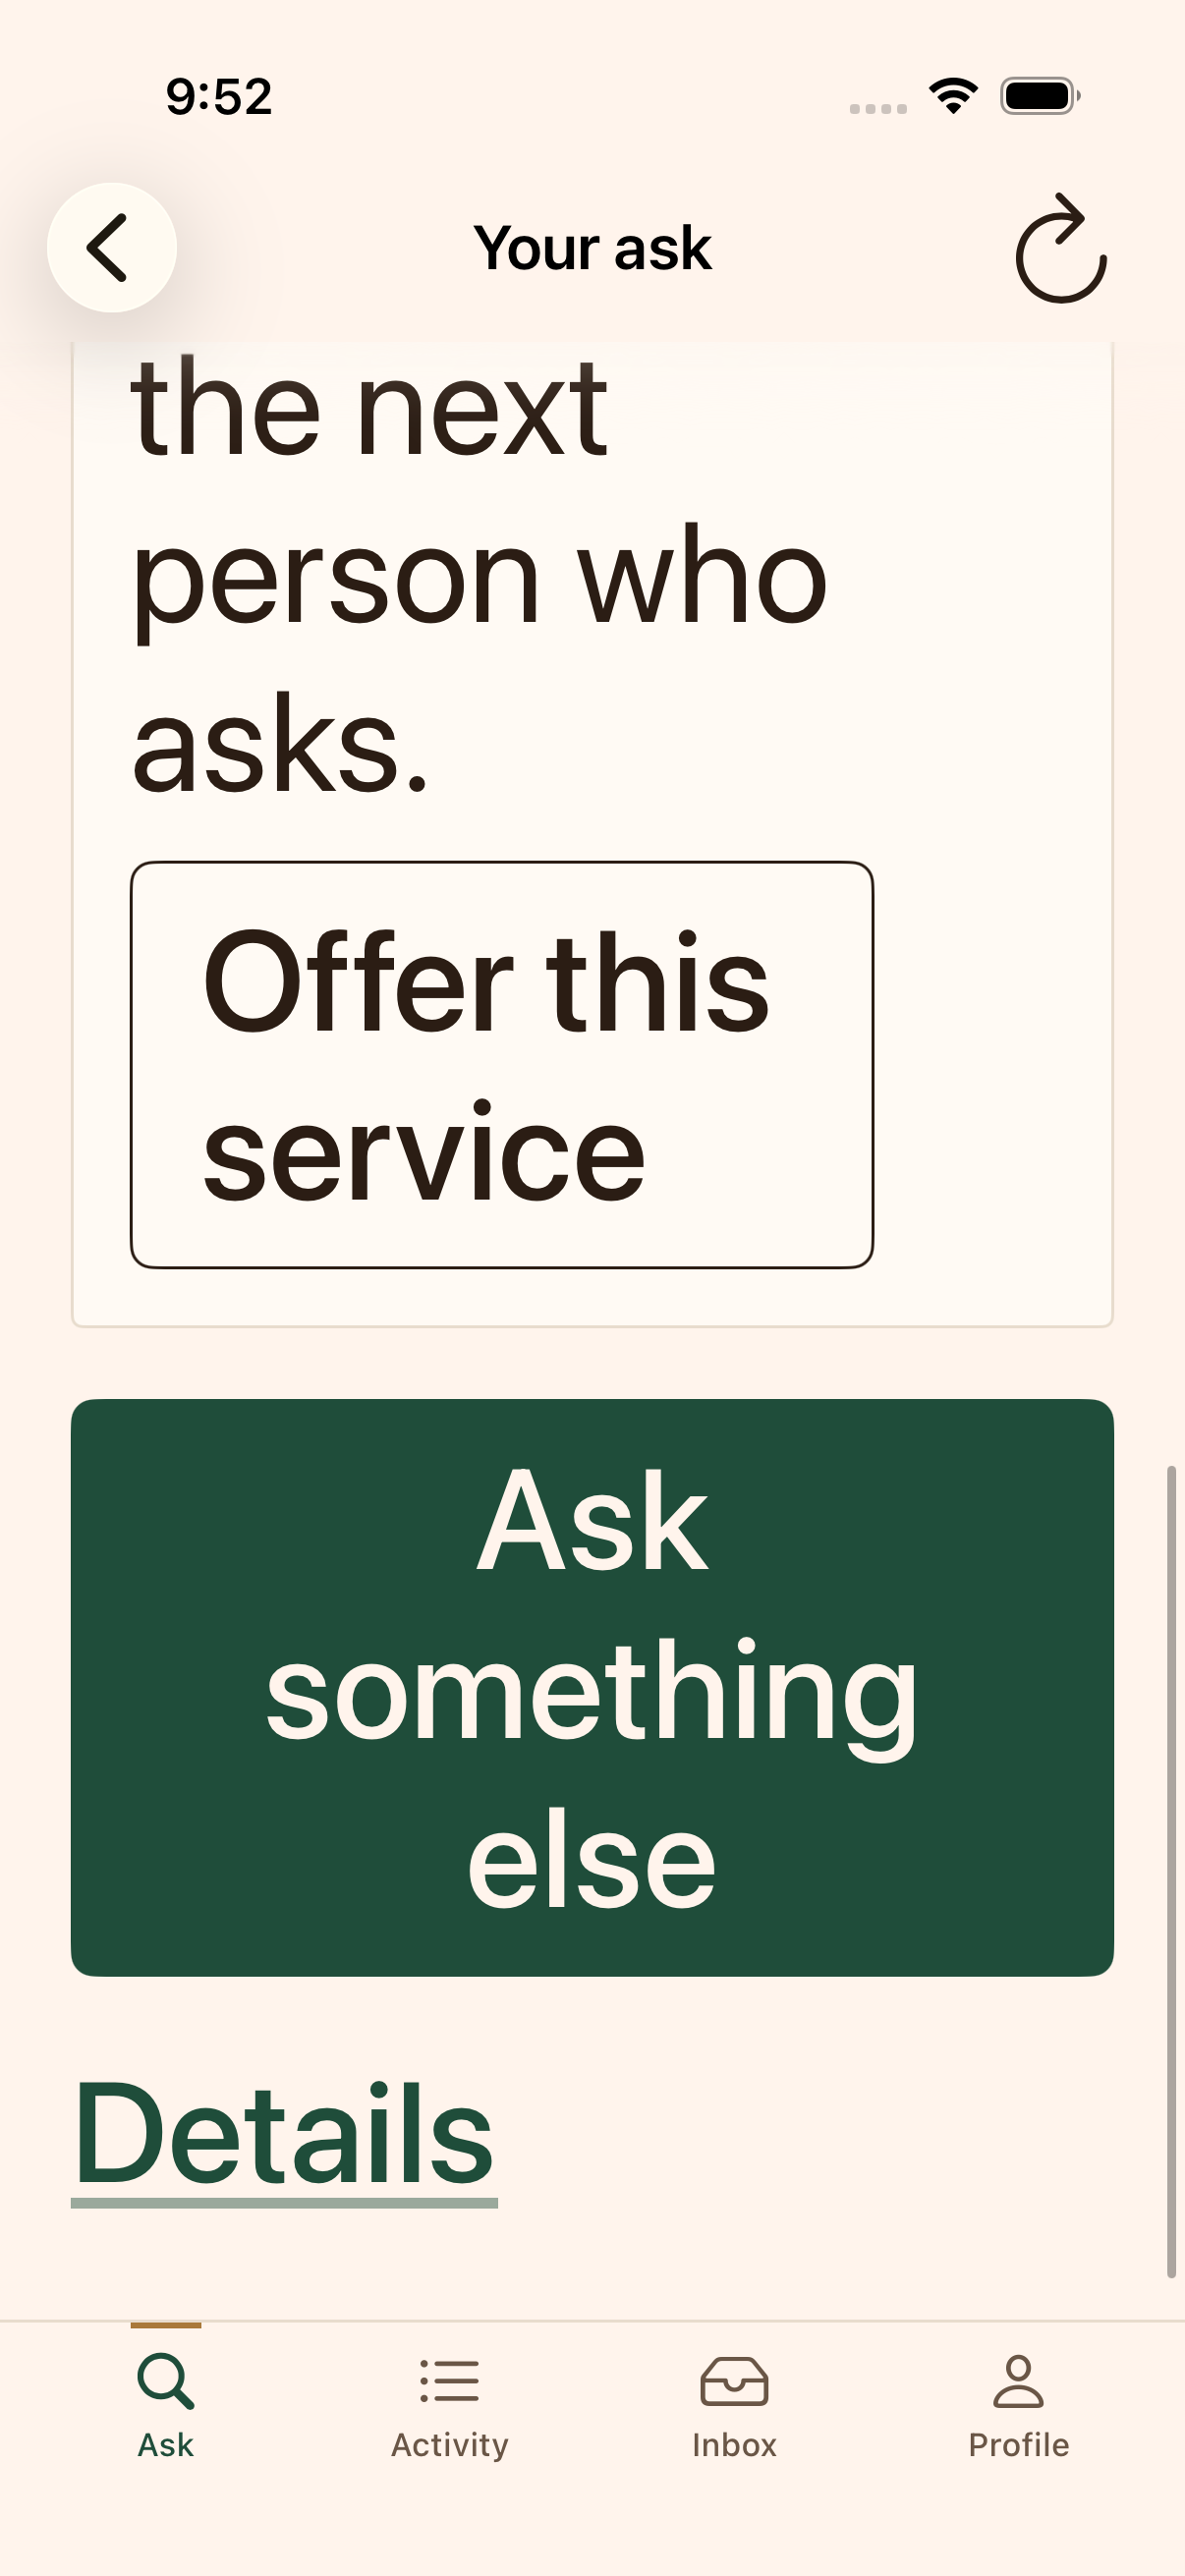 9:52
Your ask
the next
person who
asks.
Offer this
service
Ask
something
else
Details
Ask
Activity
Inbox
Profile